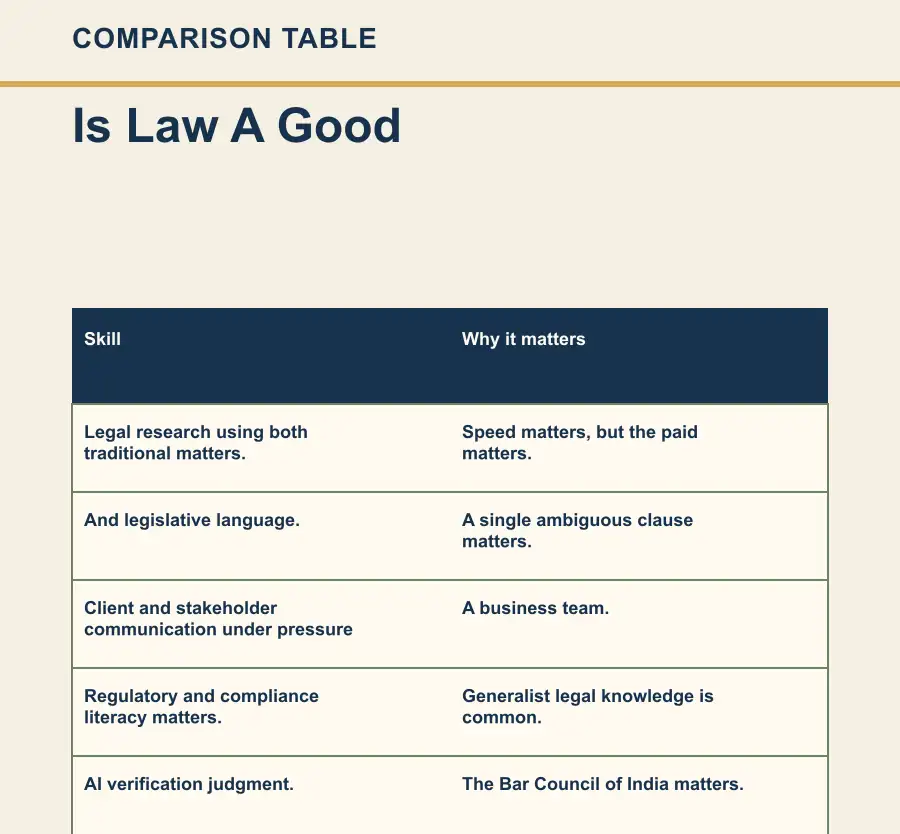 COMPARISON TABLE
Is Law A Good
Skill
Why it matters
Legal research using both
traditional matters.
Speed matters, but the paid
matters.
And legislative language.
A single ambiguous clause
matters.
Client and stakeholder
communication under pressure
A business team.
Regulatory and compliance
literacy matters.
Generalist legal knowledge is
common.
AI verification judgment.
The Bar Council of India matters.